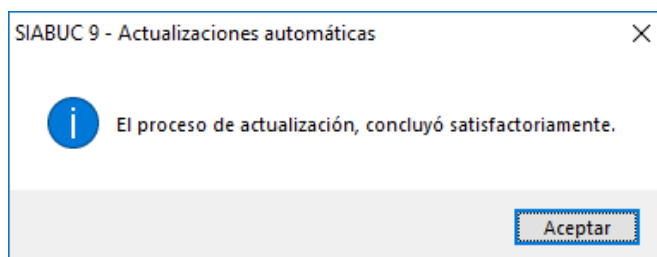 SIABUC 9 - Actualizaciones automáticas
El proceso de actualización, concluyó satisfactoriamente.
Aceptar